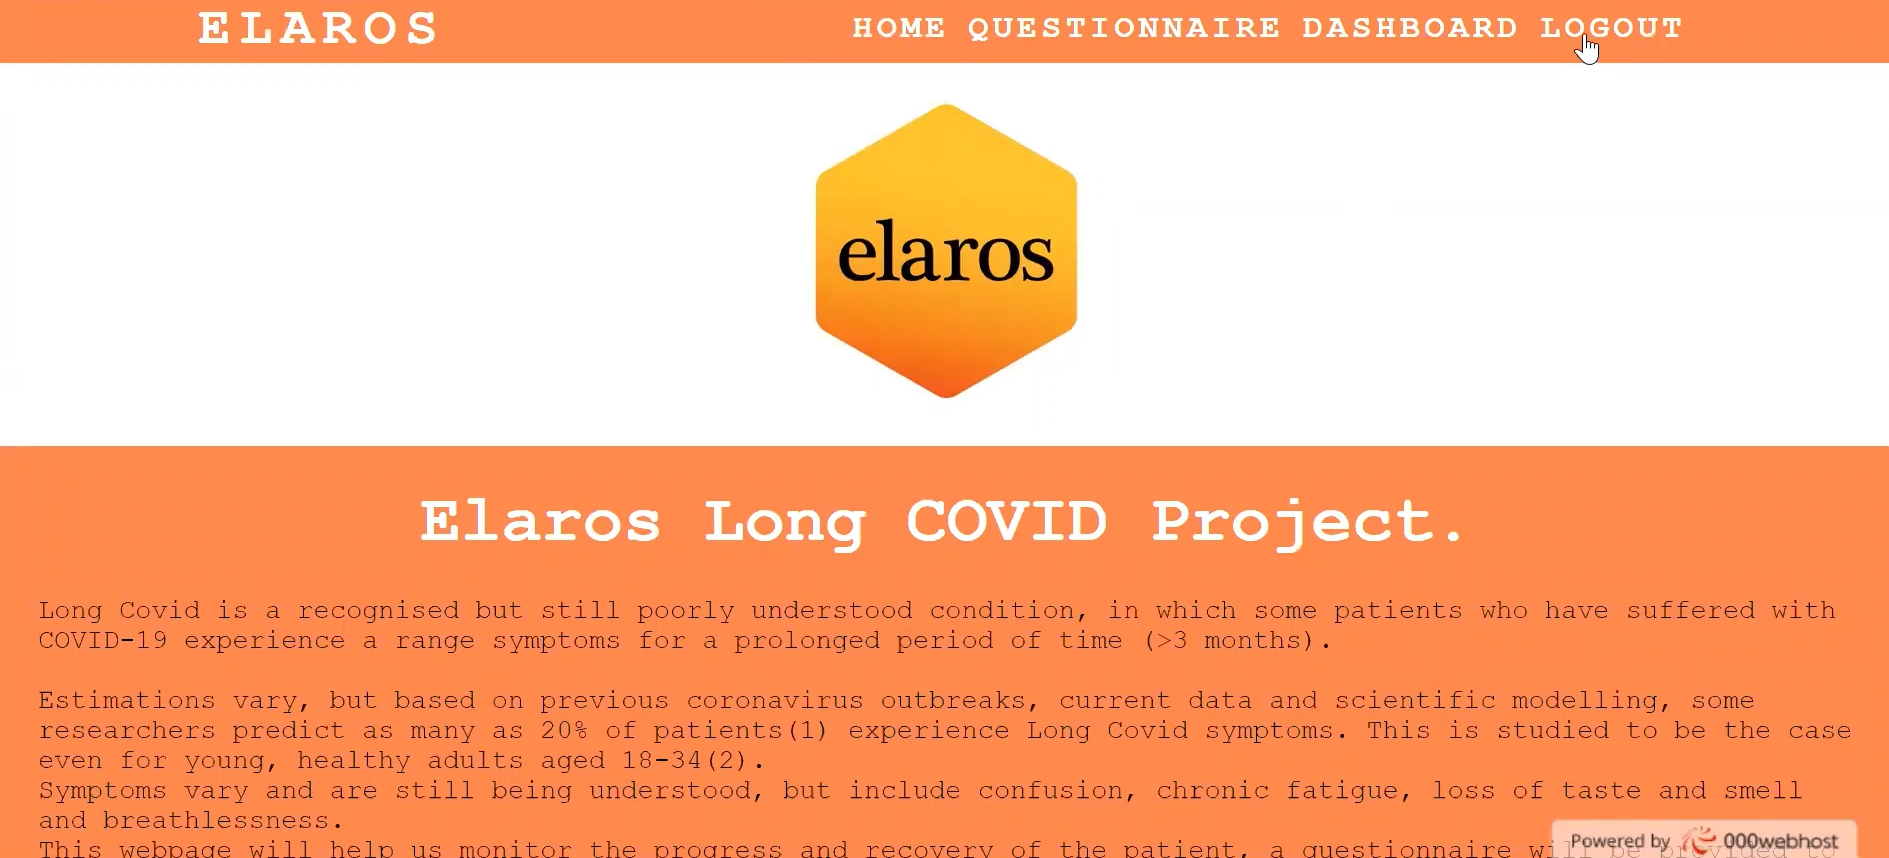 ELAROS
HOME QUESTIONNAIRE DASHBOARD LOGOUT
elaros
Elaros Long COVID Project.
Long Covid is a recognised but still poorly understood condition, in which some patients who have suffered with
COVID-19 experience a range symptoms for a prolonged period of time (>3 months).
Estimations vary, but based on previous coronavirus outbreaks, current data and scientific modelling, some
researchers predict as many as 20% of patients(1) experience Long Covid symptoms. This is studied to be the case
even for young, healthy adults aged 18-34(2).
Symptoms vary and are still being understood, but include confusion, chronic fatigue, loss of taste and smell
and breathlessness.
This webpage will help us monitor the progress and recovery of the patient, a questionnaire will be provided to
Powered by 000webhost